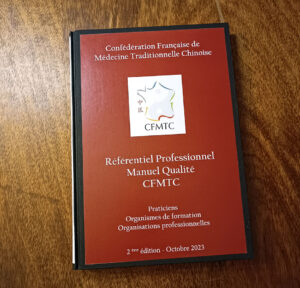 Confédération Française de
Médecine Traditionnelle Chinoise
CFMTC
Référentiel Professionnel
Manuel Qualité
CFMTC
Praticiens
Organismes de formation
Organisations professionnelles
2ème édition - Octobre 2023